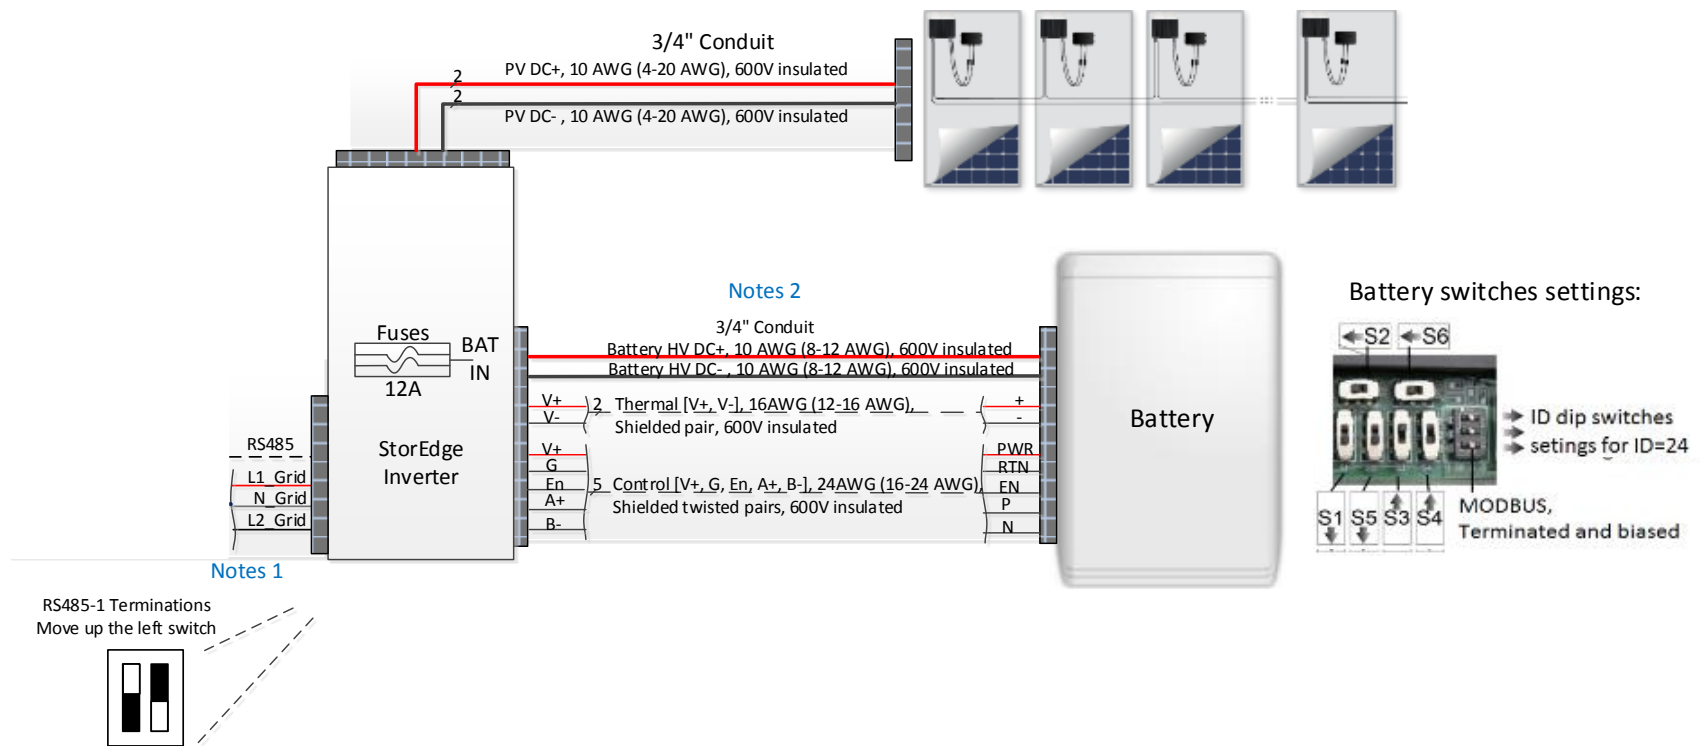 3/4" Conduit
PV DC+, 10 AWG (4-20 AWG), 600V insulated
2
2
PV DC- , 10 AWG (4-20 AWG), 600V insulated
Notes 2
3/4" Conduit
Battery HV DC+, 10 AWG (8-12 AWG), 600V insulated
Battery HV DC- , 10 AWG (8-12 AWG), 600V insulated
Fuses
12A
BAT
IN
StorEdge
Inverter
V+
V-
2 Thermal [V+, V-], 16AWG (12-16 AWG),
Shielded pair, 600V insulated
+
-
V+
G
En
A+
B-
5 Control [V+, G, En, A+, B-], 24AWG (16-24 AWG),
Shielded twisted pairs, 600V insulated
PWR
RTN
EN
P
N
Battery
RS485
L1_Grid
N_Grid
L2_Grid
Notes 1
RS485-1 Terminations
Move up the left switch
Battery switches settings:
S2
S6
ID dip switches
setings for ID=24
S1
S5
S3
S4
MODBUS,
Terminated and biased